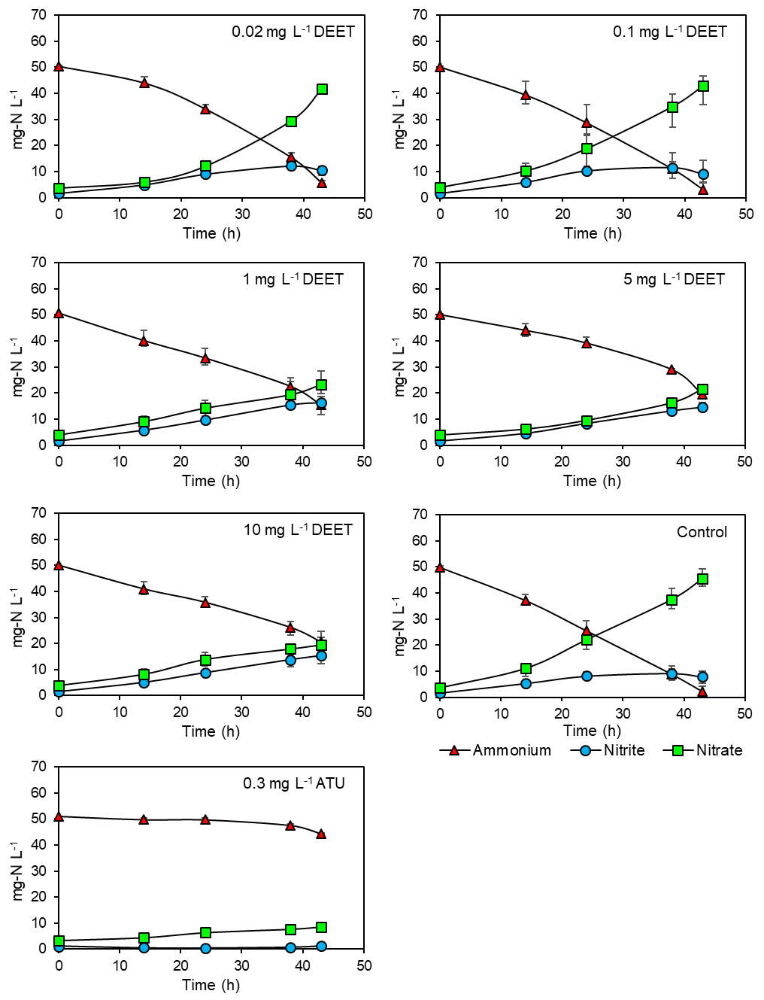 0.02 mg L⁻¹ DEET
70
60
50
40
30
20
10
0
mg-N L⁻¹
0 10 20 30 40 50
Time (h)
0.1 mg L⁻¹ DEET
70
60
50
40
30
20
10
0
mg-N L⁻¹
0 10 20 30 40 50
Time (h)
1 mg L⁻¹ DEET
70
60
50
40
30
20
10
0
mg-N L⁻¹
0 10 20 30 40 50
Time (h)
5 mg L⁻¹ DEET
70
60
50
40
30
20
10
0
mg-N L⁻¹
0 10 20 30 40 50
Time (h)
10 mg L⁻¹ DEET
70
60
50
40
30
20
10
0
mg-N L⁻¹
0 10 20 30 40 50
Time (h)
Control
70
60
50
40
30
20
10
0
mg-N L⁻¹
0 10 20 30 40 50
Time (h)
Ammonium Nitrite Nitrate
0.3 mg L⁻¹ ATU
70
60
50
40
30
20
10
0
mg-N L⁻¹
0 10 20 30 40 50
Time (h)